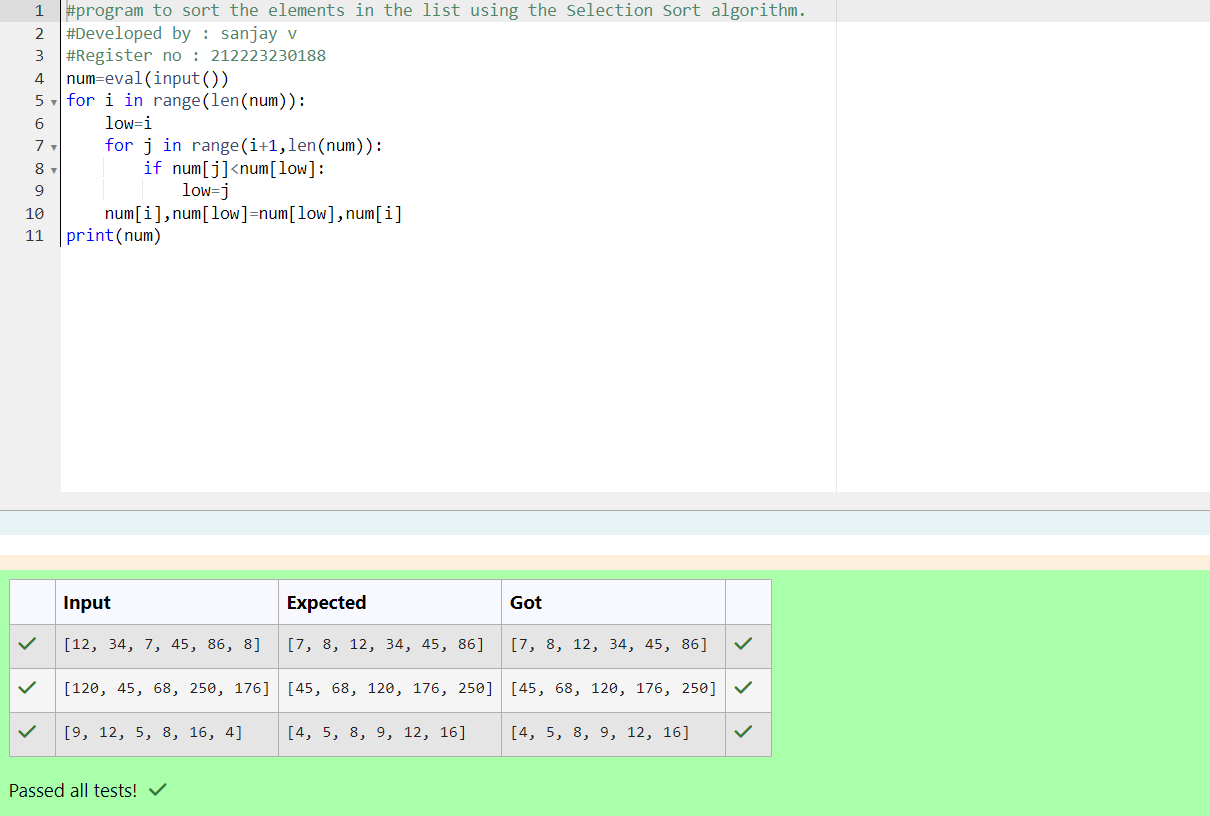 1 #program to sort the elements in the list using the Selection Sort algorithm.
2 #Developed by : sanjay v
3 #Register no : 212223230188
4 num=eval(input())
5 for i in range(len(num)):
6     low=i
7     for j in range(i+1,len(num)):
8         if num[j]<num[low]:
9             low=j
10     num[i],num[low]=num[low],num[i]
11 print(num)
Input Expected Got
[12, 34, 7, 45, 86, 8] [7, 8, 12, 34, 45, 86] [7, 8, 12, 34, 45, 86]
[120, 45, 68, 250, 176] [45, 68, 120, 176, 250] [45, 68, 120, 176, 250]
[9, 12, 5, 8, 16, 4] [4, 5, 8, 9, 12, 16] [4, 5, 8, 9, 12, 16]
Passed all tests!